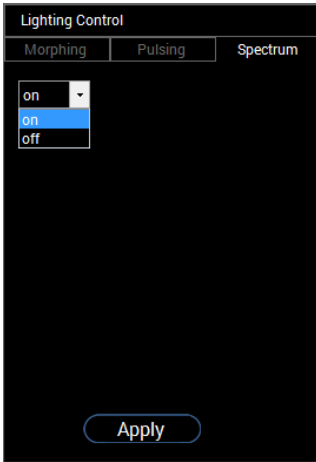 Lighting Control
Morphing Pulsing Spectrum
on
on
off
Apply